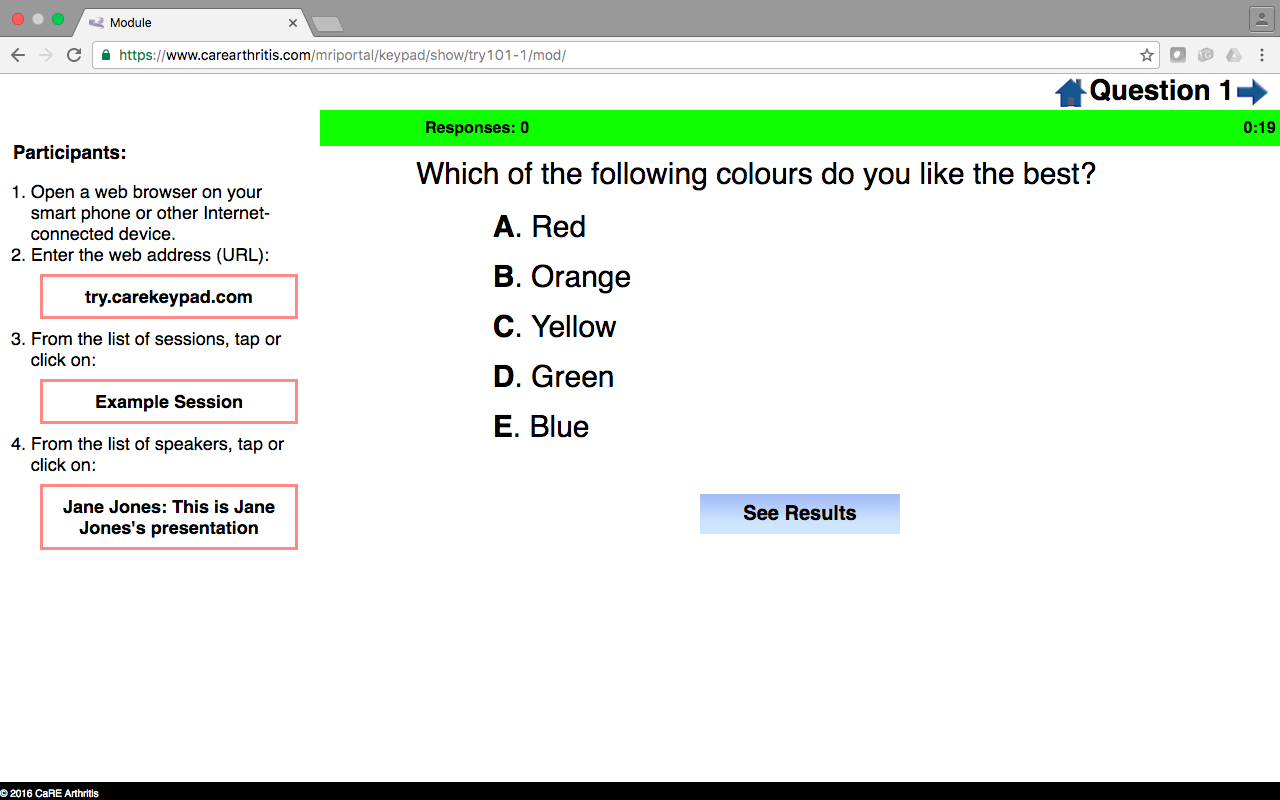 Module
https://www.carearthritis.com/mriportal/keypad/show/try101-1/mod/
Question 1
Responses: 0
0:19
Participants:
1. Open a web browser on your
smart phone or other Internet-
connected device.
2. Enter the web address (URL):
try.carekeypad.com
3. From the list of sessions, tap or
click on:
Example Session
4. From the list of speakers, tap or
click on:
Jane Jones: This is Jane
Jones's presentation
Which of the following colours do you like the best?
A. Red
B. Orange
C. Yellow
D. Green
E. Blue
See Results
© 2016 CaRE Arthritis